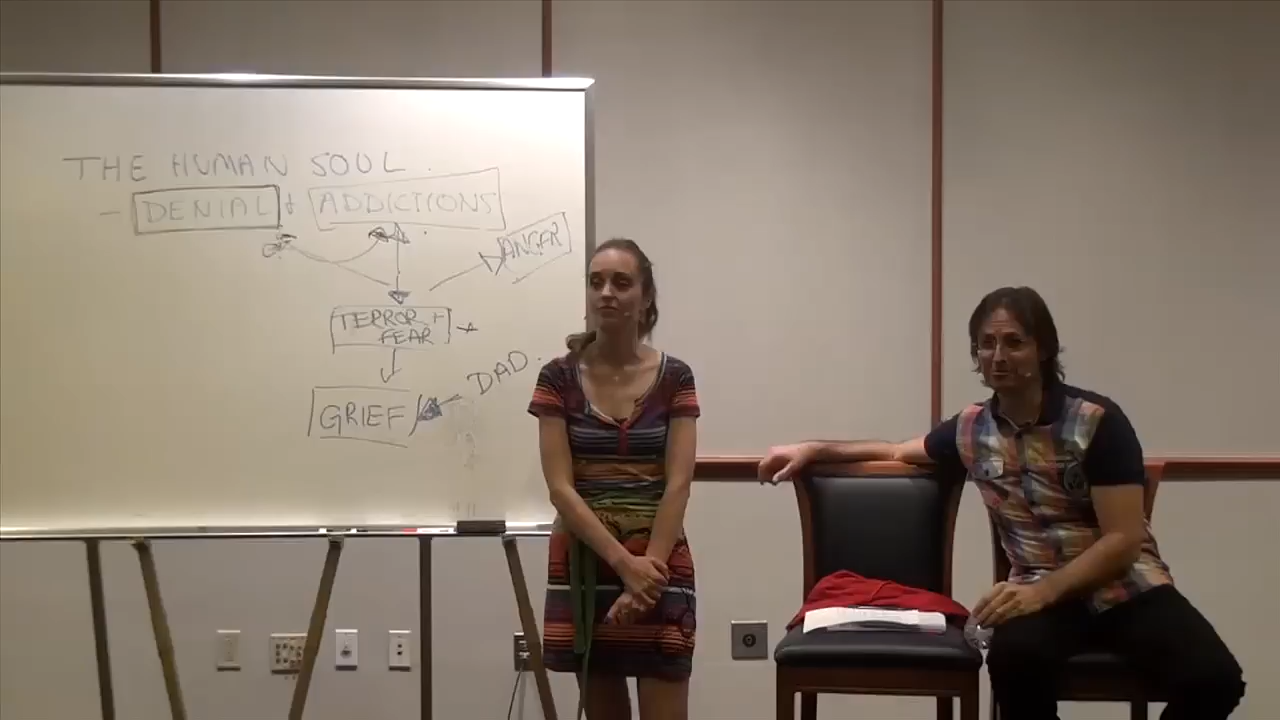 THE HUMAN SOUL.
- DENIAL & ADDICTIONS
ANGER
TERROR +
FEAR
DAD.
GRIEF